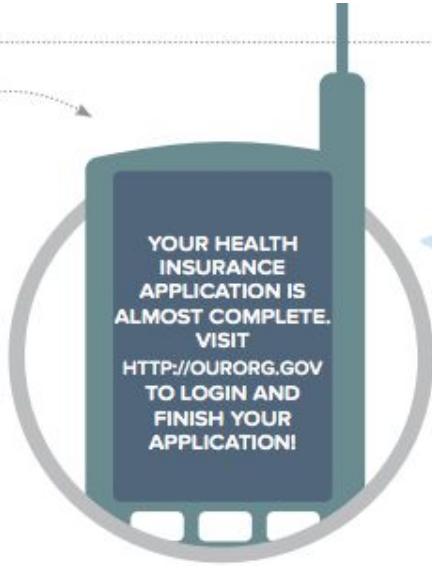 YOUR HEALTH
INSURANCE
APPLICATION IS
ALMOST COMPLETE.
VISIT
HTTP://OURORG.GOV
TO LOGIN AND
FINISH YOUR
APPLICATION!